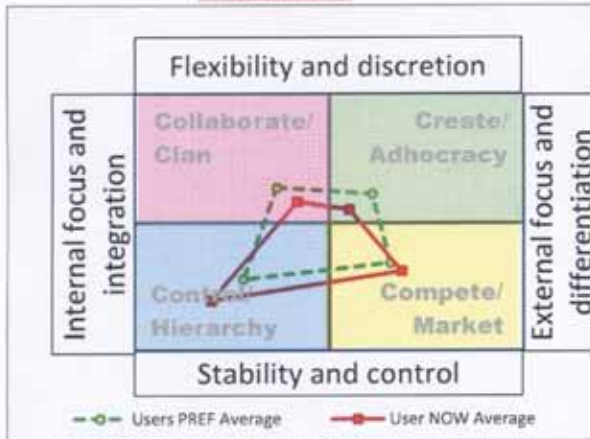 Flexibility and discretion
Internal focus and
integration
Collaborate/
Clan
Create/
Adhocracy
Control/
Hierarchy
Compete/
Market
External focus and
differentiation
Stability and control
Users PREF Average
User NOW Average